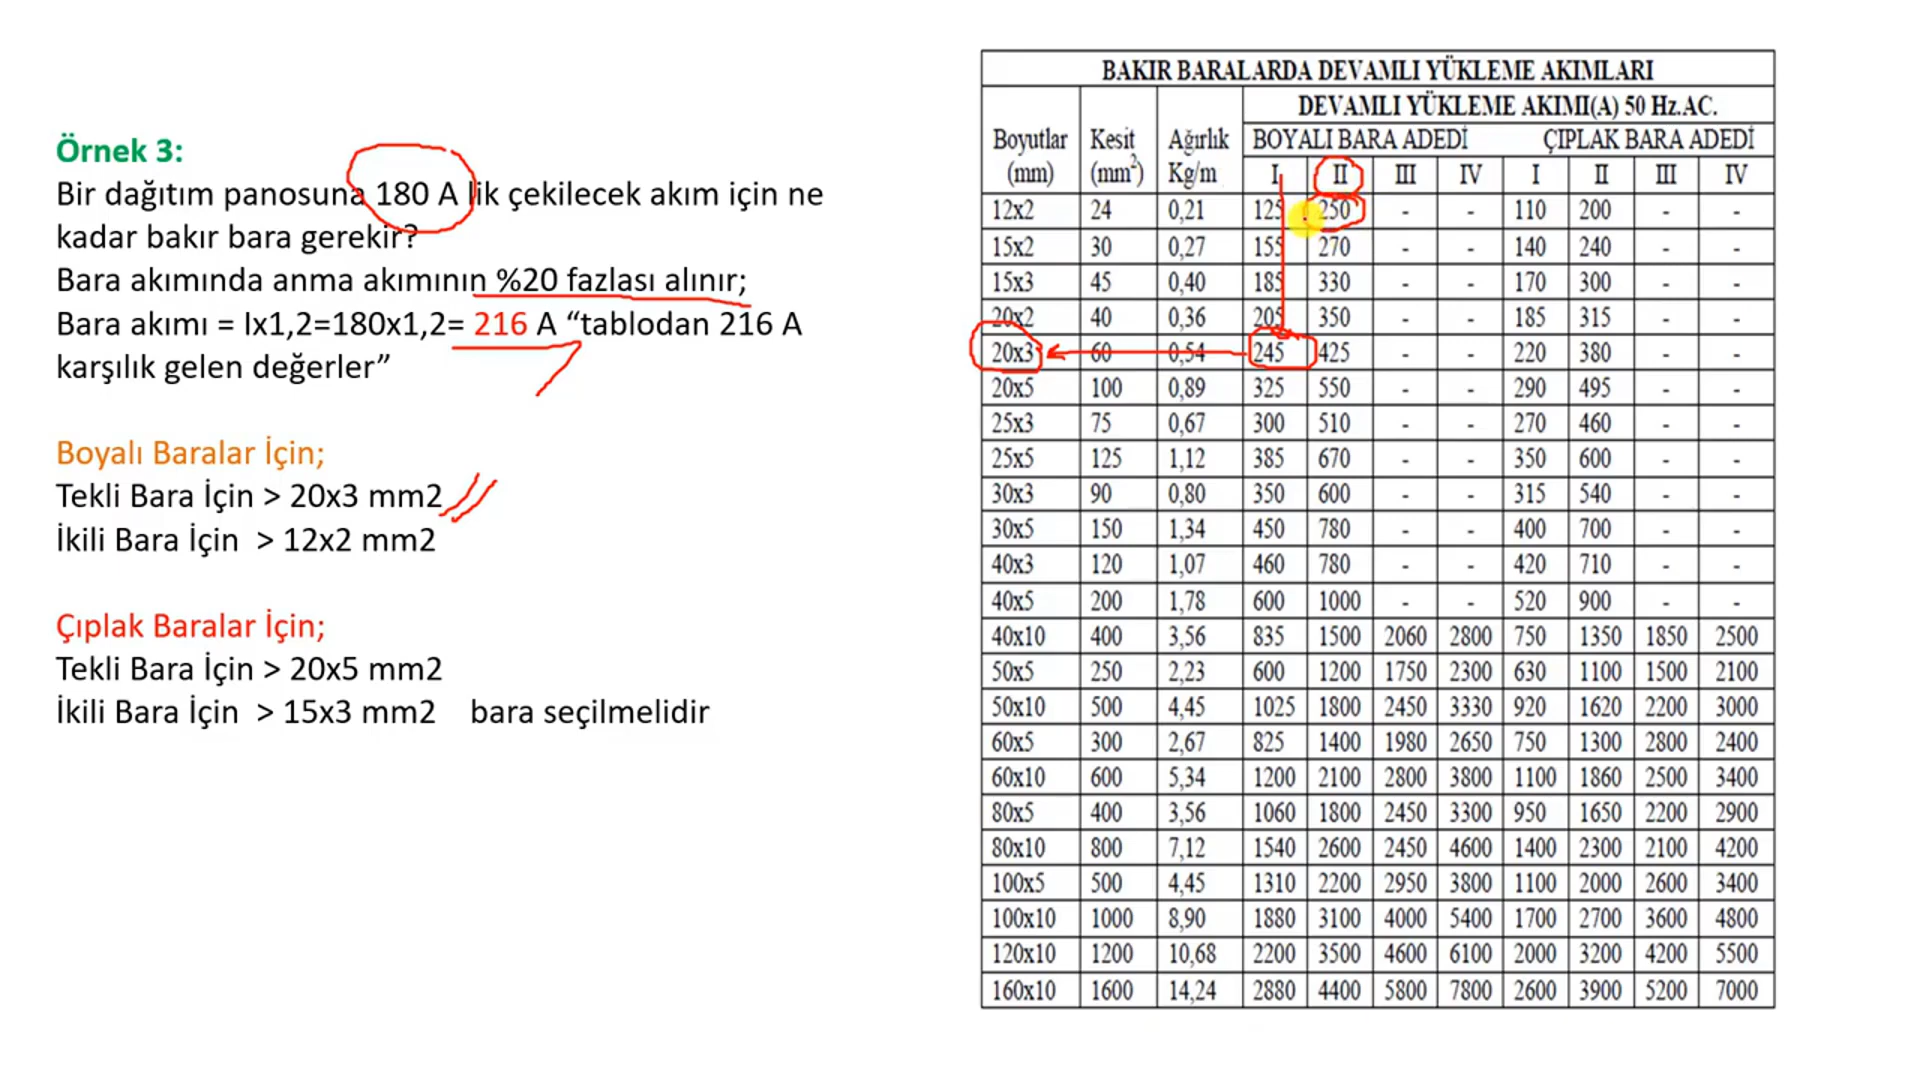 Örnek 3:
Bir dağıtım panosuna 180 A lik çekilecek akım için ne
kadar bakır bara gerekir?
Bara akımında anma akımının %20 fazlası alınır;
Bara akımı = Ix1,2=180x1,2= 216 A “tablodan 216 A
karşılık gelen değerler”
Boyalı Baralar İçin;
Tekli Bara İçin > 20x3 mm2
İkili Bara İçin > 12x2 mm2
Çıplak Baralar İçin;
Tekli Bara İçin > 20x5 mm2
İkili Bara İçin > 15x3 mm2 bara seçilmelidir
BAKIR BARALARDA DEVAMLI YÜKLEME AKIMLARI
DEVAMLI YÜKLEME AKIMI(A) 50 Hz.AC.
Boyutlar (mm) Kesit (mm2) Ağırlık Kg/m BOYALI BARA ADEDİ ÇIPLAK BARA ADEDİ
I II III IV I II III IV
12x2 24 0,21 125 250 - - 110 200 - -
15x2 30 0,27 155 270 - - 140 240 - -
15x3 45 0,40 185 330 - - 170 300 - -
20x2 40 0,36 205 350 - - 185 315 - -
20x3 60 0,54 245 425 - - 220 380 - -
20x5 100 0,89 325 550 - - 290 495 - -
25x3 75 0,67 300 510 - - 270 460 - -
25x5 125 1,12 385 670 - - 350 600 - -
30x3 90 0,80 350 600 - - 315 540 - -
30x5 150 1,34 450 780 - - 400 700 - -
40x3 120 1,07 460 780 - - 420 710 - -
40x5 200 1,78 600 1000 - - 520 900 - -
40x10 400 3,56 835 1500 2060 2800 750 1350 1850 2500
50x5 250 2,23 600 1200 1750 2300 630 1100 1500 2100
50x10 500 4,45 1025 1800 2450 3330 920 1620 2200 3000
60x5 300 2,67 825 1400 1980 2650 750 1300 2800 2400
60x10 600 5,34 1200 2100 2800 3800 1100 1860 2500 3400
80x5 400 3,56 1060 1800 2450 3300 950 1650 2200 2900
80x10 800 7,12 1540 2600 2450 4600 1400 2300 2100 4200
100x5 500 4,45 1310 2200 2950 3800 1100 2000 2600 3400
100x10 1000 8,90 1880 3100 4000 5400 1700 2700 3600 4800
120x10 1200 10,68 2200 3500 4600 6100 2000 3200 4200 5500
160x10 1600 14,24 2880 4400 5800 7800 2600 3900 5200 7000